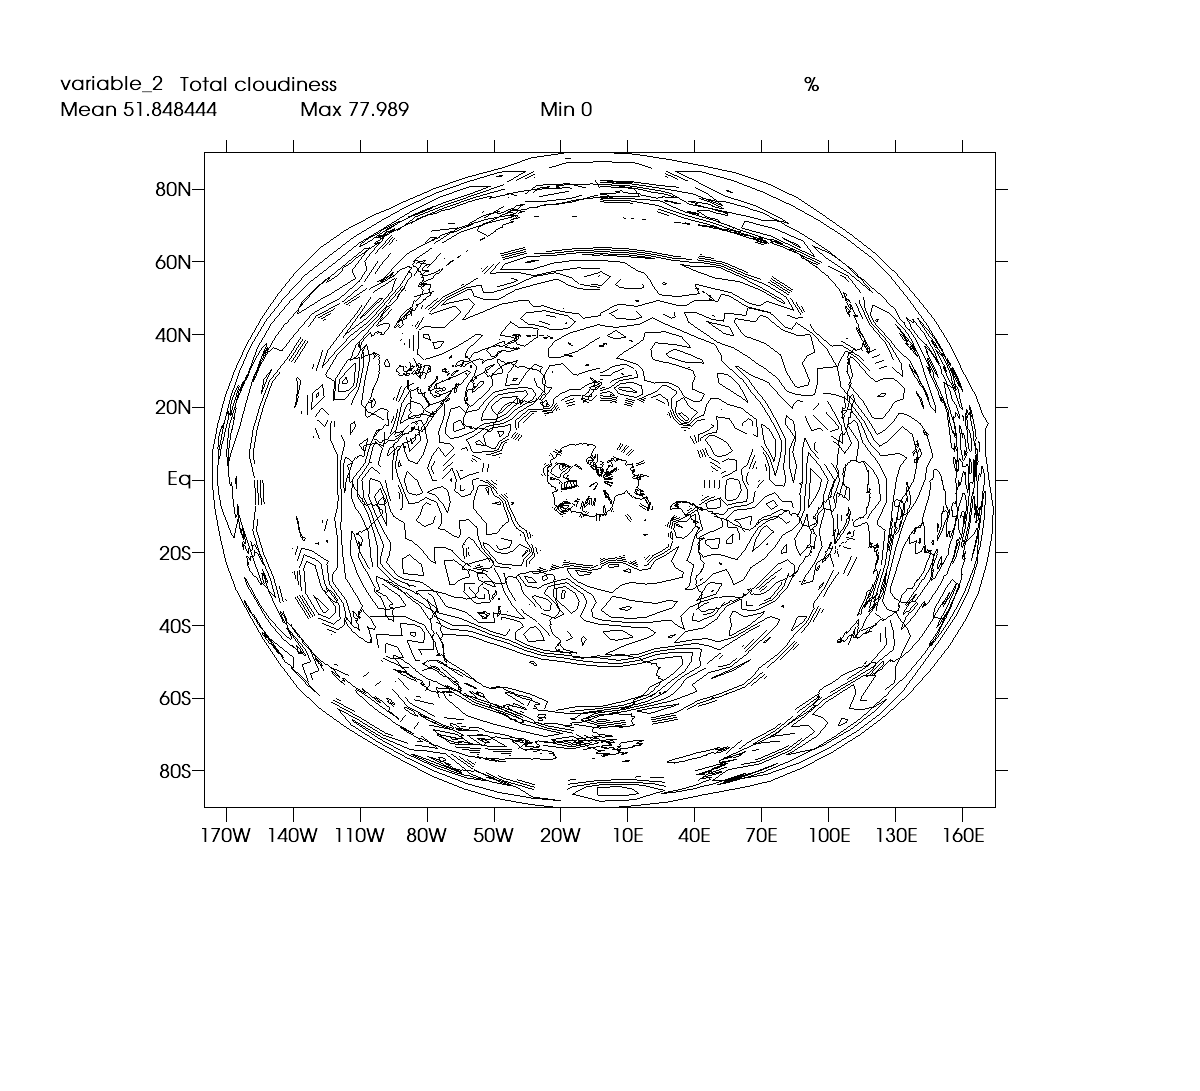 variable_2 Total cloudiness %
Mean 51.848444 Max 77.989 Min 0
80N
60N
40N
20N
Eq
20S
40S
60S
80S
170W 140W 110W 80W 50W 20W 10E 40E 70E 100E 130E 160E